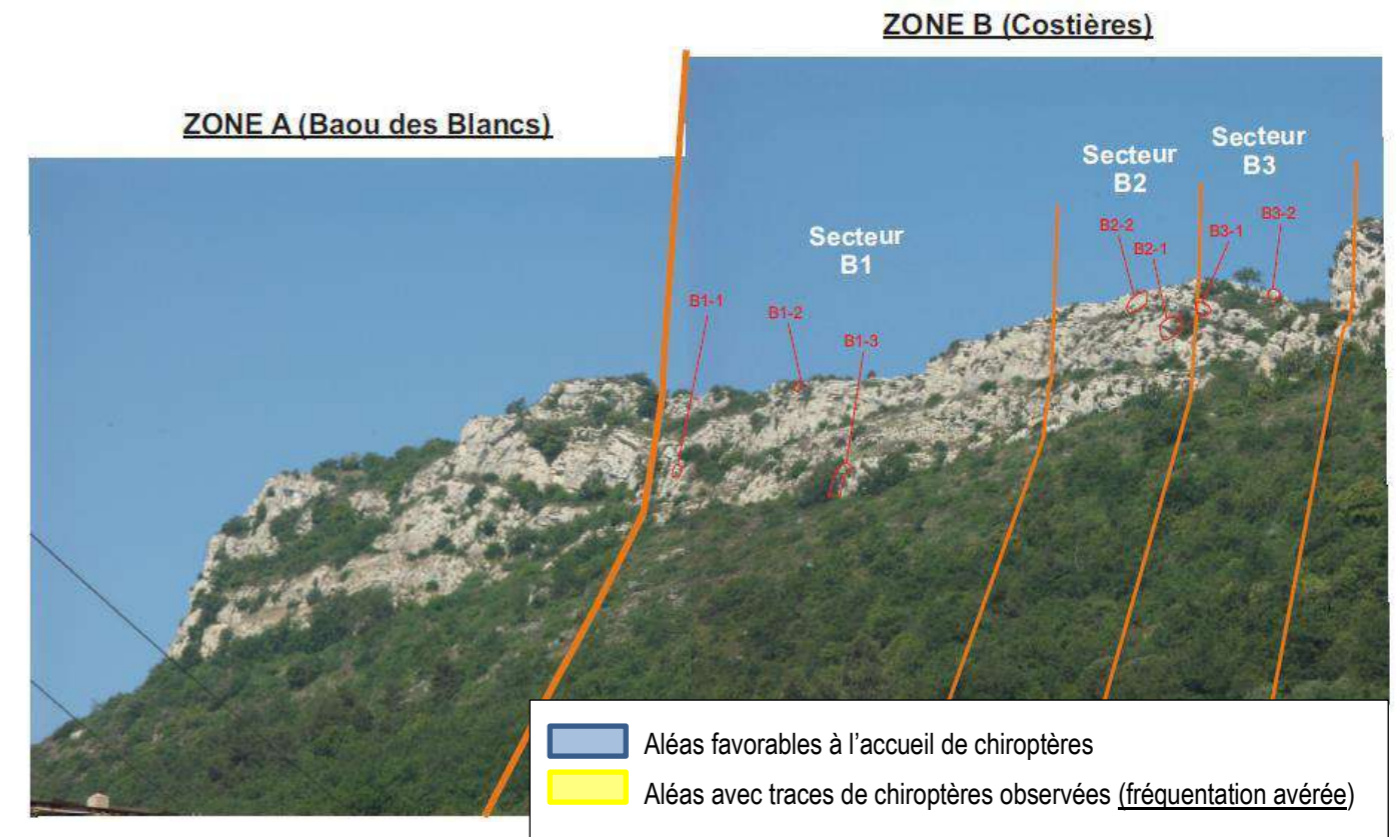 ZONE B (Costières)
ZONE A (Baou des Blancs)
Secteur
B3
Secteur
B2
B3-2
B2-2
B3-1
Secteur
B1
B2-1
B1-1
B1-2
B1-3
Aléas favorables à l'accueil de chiroptères
Aléas avec traces de chiroptères observées (fréquentation avérée)